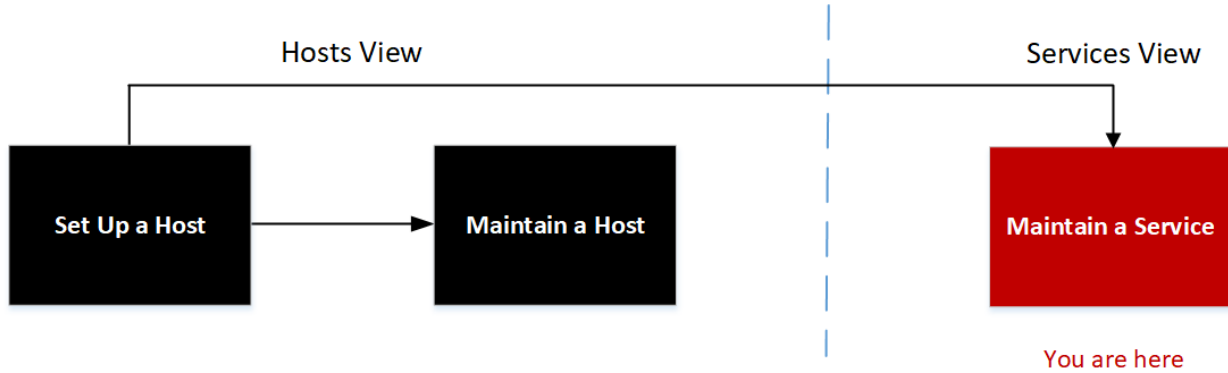 Hosts View
Services View
Set Up a Host
Maintain a Host
Maintain a Service
You are here